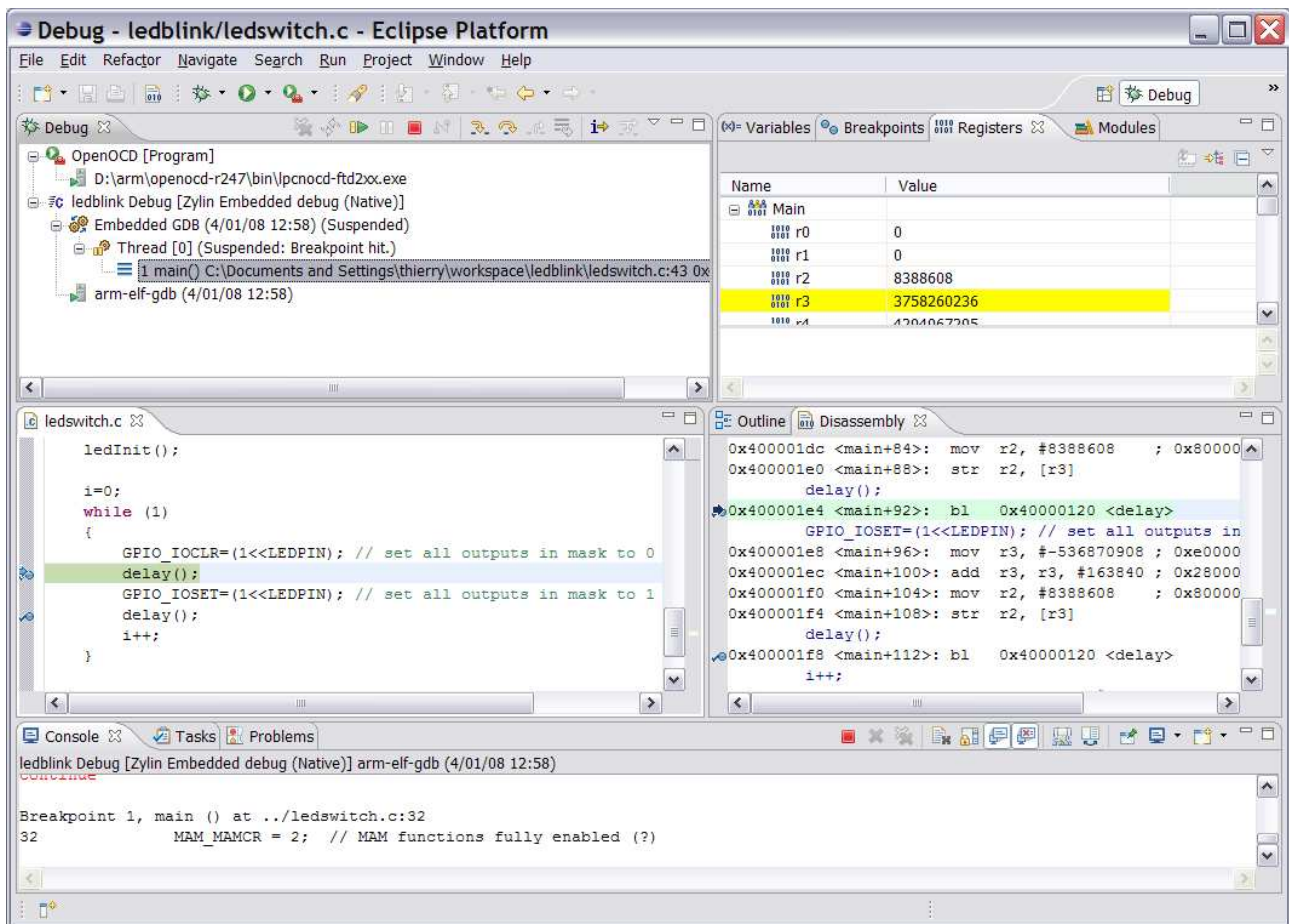 Debug - ledblink/ledswitch.c - Eclipse Platform
File Edit Refactor Navigate Search Run Project Window Help
Debug
»
Debug
OpenOCD [Program]
D:\arm\openocd-r247\bin\lpcnocd-ftd2xx.exe
ledblink Debug [Zylin Embedded debug (Native)]
Embedded GDB (4/01/08 12:58) (Suspended)
Thread [0] (Suspended: Breakpoint hit.)
1 main() C:\Documents and Settings\thierry\workspace\ledblink\ledswitch.c:43 0x
arm-elf-gdb (4/01/08 12:58)
(x)= Variables Breakpoints Registers Modules
Name Value
Main
r0 0
r1 0
r2 8388608
r3 3758260236
r4
ledswitch.c
ledInit();
i=0;
while (1)
{
GPIO_IOCLR=(1<<LEDPIN); // set all outputs in mask to 0
delay();
GPIO_IOSET=(1<<LEDPIN); // set all outputs in mask to 1
delay();
i++;
}
Outline Disassembly
0x400001dc <main+84>: mov r2, #8388608 ; 0x80000
0x400001e0 <main+88>: str r2, [r3]
delay();
0x400001e4 <main+92>: bl 0x40000120 <delay>
GPIO_IOSET=(1<<LEDPIN); // set all outputs in
0x400001e8 <main+96>: mov r3, #-536870908 ; 0xe0000
0x400001ec <main+100>: add r3, r3, #163840 ; 0x28000
0x400001f0 <main+104>: mov r2, #8388608 ; 0x80000
0x400001f4 <main+108>: str r2, [r3]
delay();
0x400001f8 <main+112>: bl 0x40000120 <delay>
i++;
Console Tasks Problems
ledblink Debug [Zylin Embedded debug (Native)] arm-elf-gdb (4/01/08 12:58)
continue
Breakpoint 1, main () at ../ledswitch.c:32
32 MAM_MAMCR = 2; // MAM functions fully enabled (?)